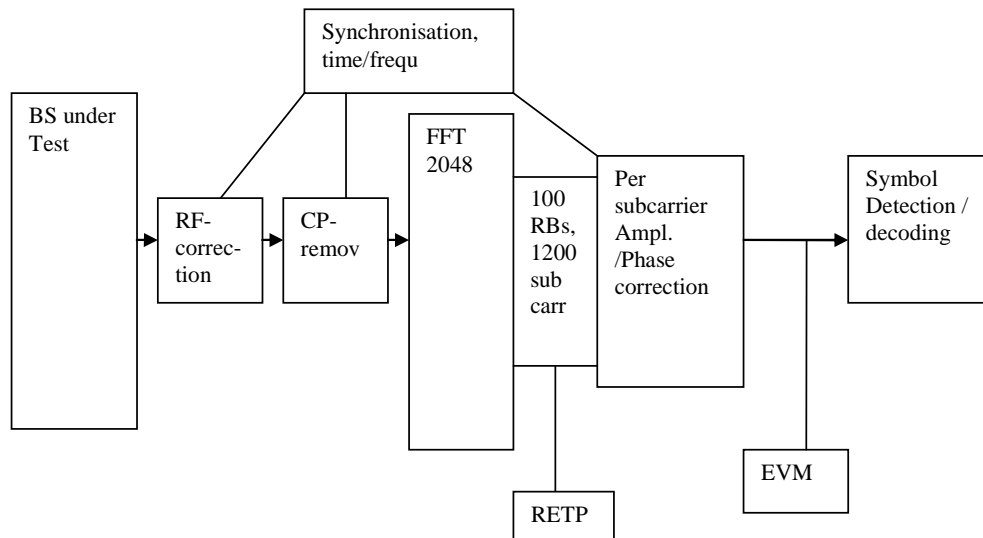 Synchronisation,
time/frequ
BS under
Test
FFT
2048
RF-
correc-
tion
CP-
remov
100
RBs,
1200
sub
carr
Per
subcarrier
Ampl.
/Phase
correction
Symbol
Detection /
decoding
EVM
RETP